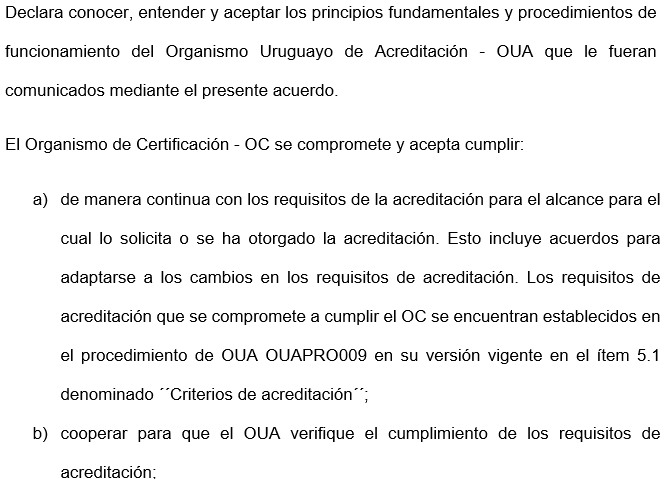 Declara conocer, entender y aceptar los principios fundamentales y procedimientos de
funcionamiento del Organismo Uruguayo de Acreditación - OUA que le fueran
comunicados mediante el presente acuerdo.
El Organismo de Certificación - OC se compromete y acepta cumplir:
a) de manera continua con los requisitos de la acreditación para el alcance para el
cual lo solicita o se ha otorgado la acreditación. Esto incluye acuerdos para
adaptarse a los cambios en los requisitos de acreditación. Los requisitos de
acreditación que se compromete a cumplir el OC se encuentran establecidos en
el procedimiento de OUA OUAPRO009 en su versión vigente en el ítem 5.1
denominado ´´Criterios de acreditación´´;
b) cooperar para que el OUA verifique el cumplimiento de los requisitos de
acreditación;